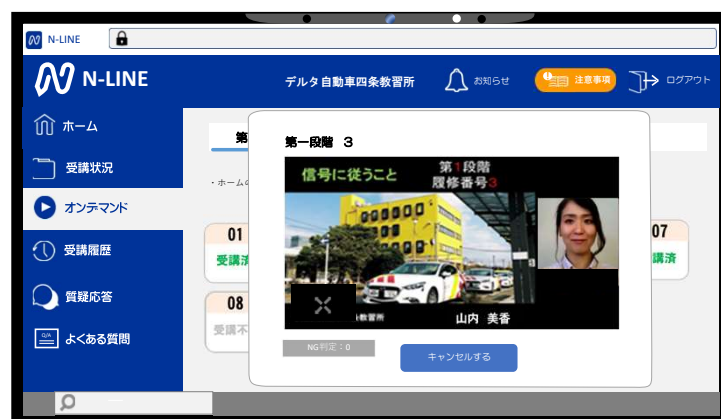 N-LINE
N-LINE
デルタ自動車四条教習所
お知らせ
注意事項
ログアウト
ホーム
受講状況
オンデマンド
受講履歴
質疑応答
Q/A
よくある質問
第
・ホームの
01
受講済
08
受講不
07
講済
第一段階 3
信号に従うこと
第1段階
履修番号3
条教習所
山内 美香
NG判定：0
キャンセルする